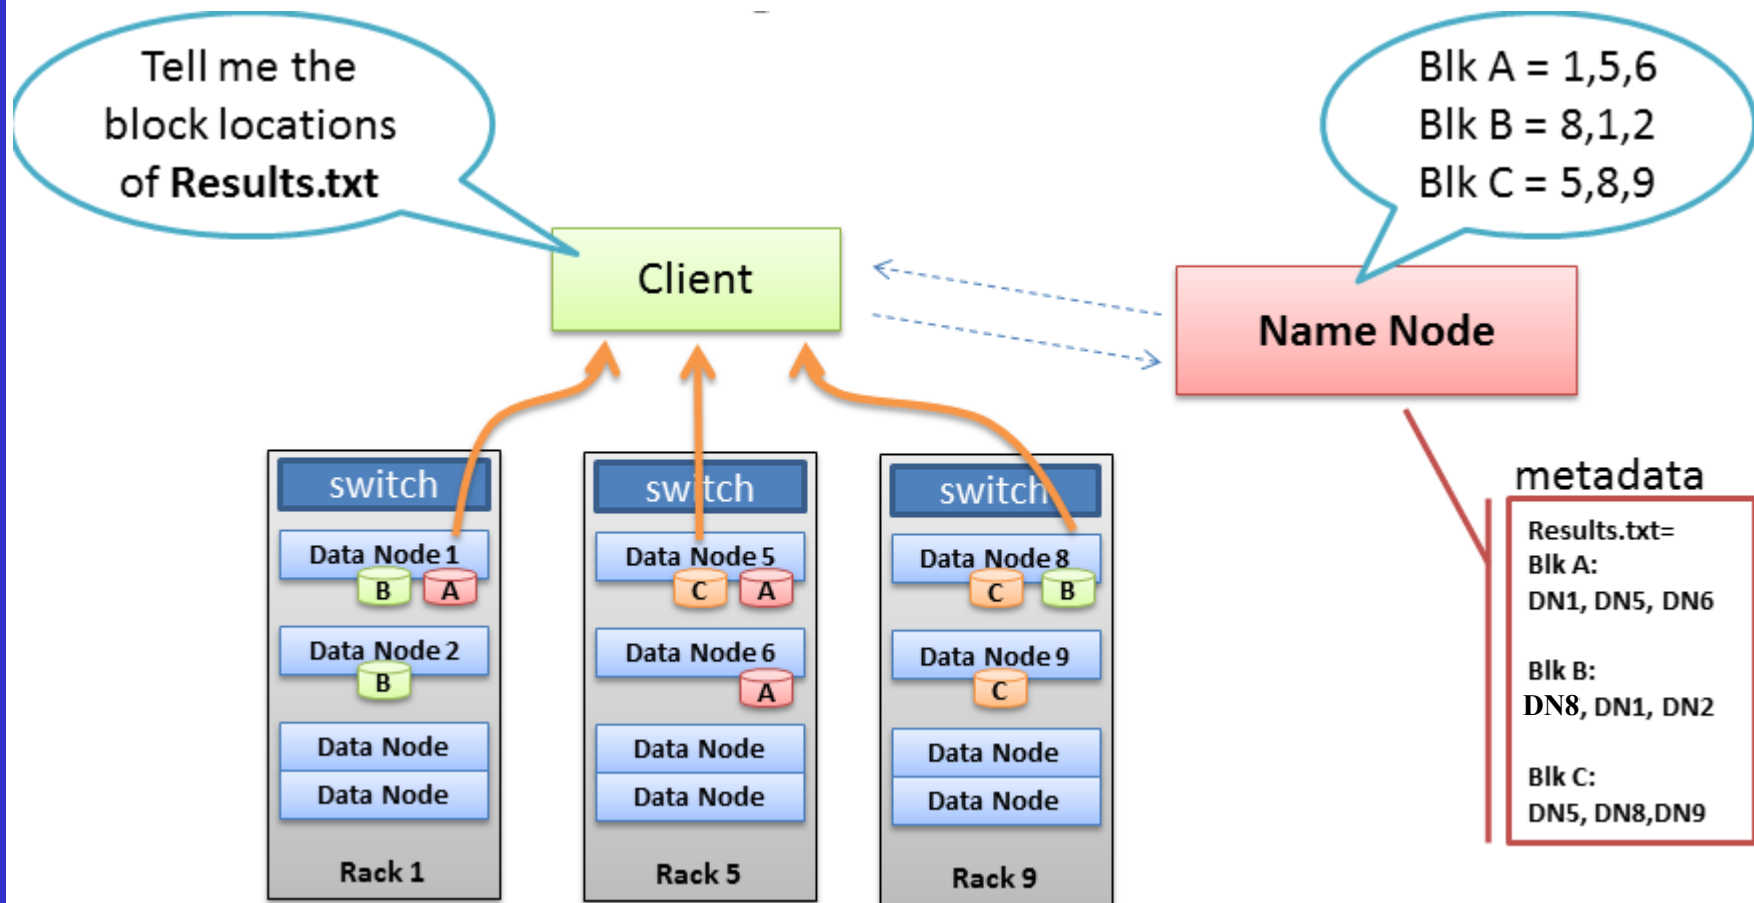 Tell me the
block locations
of Results.txt
Blk A = 1,5,6
Blk B = 8,1,2
Blk C = 5,8,9
Client
Name Node
metadata
Results.txt=
Blk A:
DN1, DN5, DN6
Blk B:
DN8, DN1, DN2
Blk C:
DN5, DN8,DN9
switch
Data Node 1
B A
Data Node 2
B
Data Node
Data Node
Rack 1
switch
Data Node 5
C A
Data Node 6
A
Data Node
Data Node
Rack 5
switch
Data Node 8
C B
Data Node 9
C
Data Node
Data Node
Rack 9